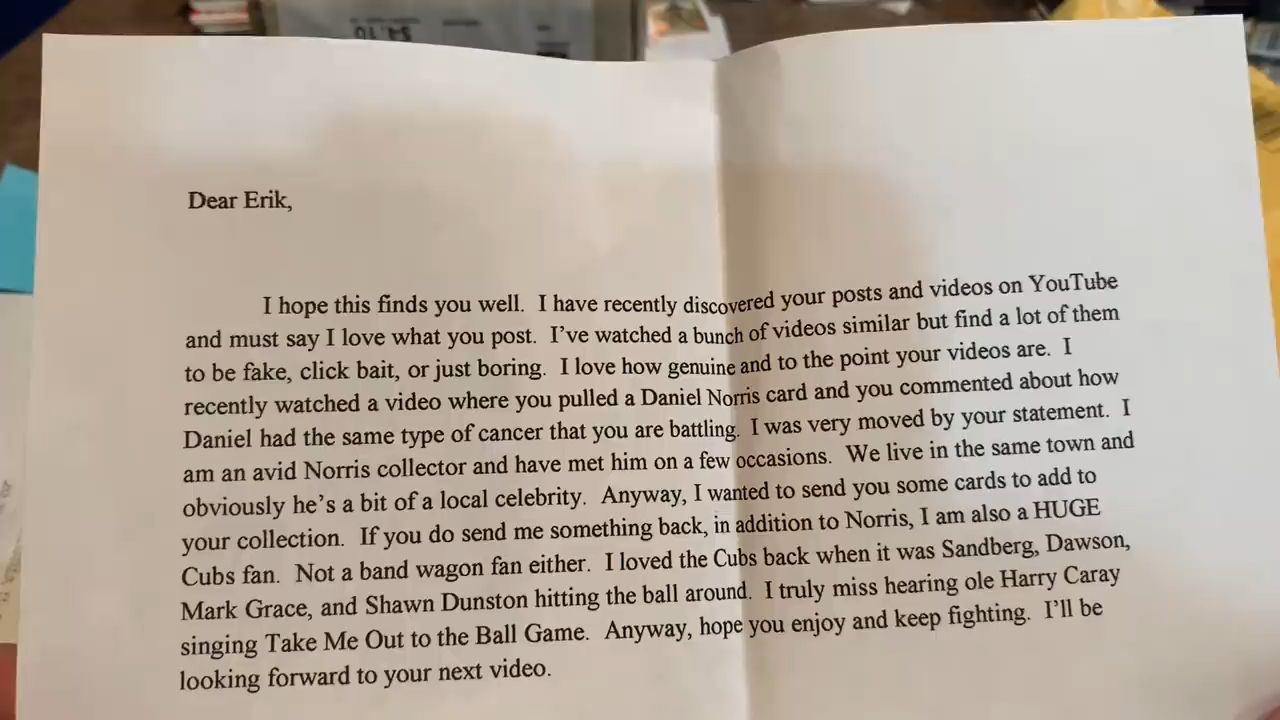 Dear Erik,
I hope this finds you well.  I have recently discovered your posts and videos on YouTube
and must say I love what you post.  I've watched a bunch of videos similar but find a lot of them
to be fake, click bait, or just boring.  I love how genuine and to the point your videos are.  I
recently watched a video where you pulled a Daniel Norris card and you commented about how
Daniel had the same type of cancer that you are battling.  I was very moved by your statement.  I
am an avid Norris collector and have met him on a few occasions.  We live in the same town and
obviously he's a bit of a local celebrity.  Anyway, I wanted to send you some cards to add to
your collection.  If you do send me something back, in addition to Norris, I am also a HUGE
Cubs fan.  Not a band wagon fan either.  I loved the Cubs back when it was Sandberg, Dawson,
Mark Grace, and Shawn Dunston hitting the ball around.  I truly miss hearing ole Harry Caray
singing Take Me Out to the Ball Game.  Anyway, hope you enjoy and keep fighting.  I'll be
looking forward to your next video.